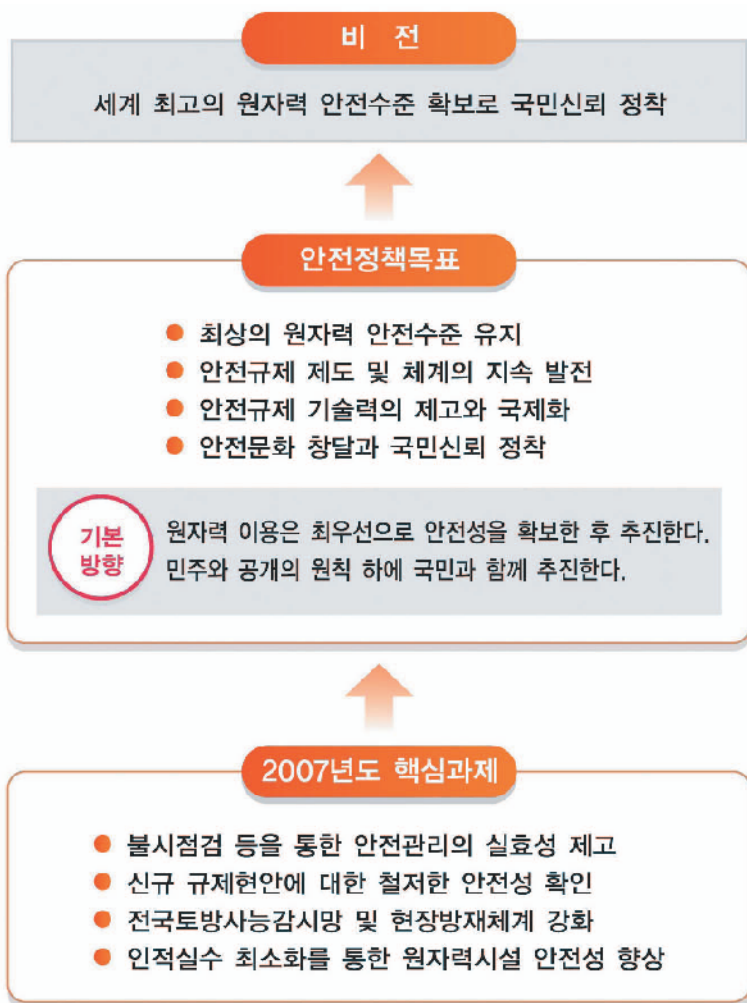 비 전
세계 최고의 원자력 안전수준 확보로 국민신뢰 정착
안전정책목표
최상의 원자력 안전수준 유지
안전규제 제도 및 체계의 지속 발전
안전규제 기술력의 제고와 국제화
안전문화 창달과 국민신뢰 정착
기본
방향
원자력 이용은 최우선으로 안전성을 확보한 후 추진한다.
민주와 공개의 원칙 하에 국민과 함께 추진한다.
2007년도 핵심과제
불시점검 등을 통한 안전관리의 실효성 제고
신규 규제현안에 대한 철저한 안전성 확인
전국토방사능감시망 및 현장방재체계 강화
인적실수 최소화를 통한 원자력시설 안전성 향상